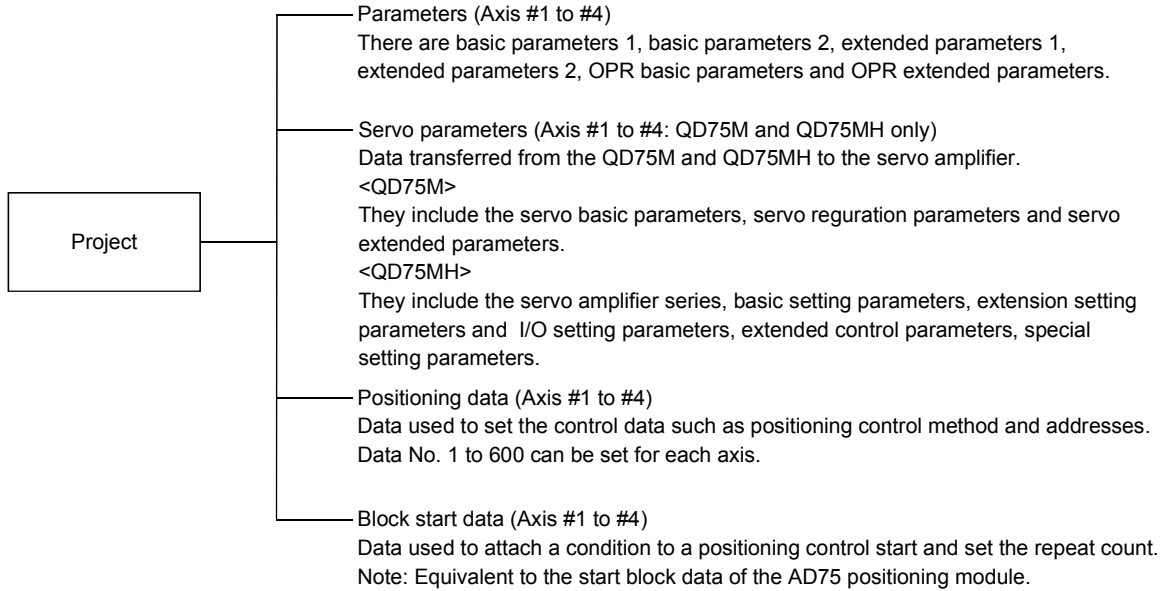 Parameters (Axis #1 to #4)
There are basic parameters 1, basic parameters 2, extended parameters 1,
extended parameters 2, OPR basic parameters and OPR extended parameters.
Servo parameters (Axis #1 to #4: QD75M and QD75MH only)
Data transferred from the QD75M and QD75MH to the servo amplifier.
<QD75M>
They include the servo basic parameters, servo reguration parameters and servo
extended parameters.
<QD75MH>
They include the servo amplifier series, basic setting parameters, extension setting
parameters and I/O setting parameters, extended control parameters, special
setting parameters.
Project
Positioning data (Axis #1 to #4)
Data used to set the control data such as positioning control method and addresses.
Data No. 1 to 600 can be set for each axis.
Block start data (Axis #1 to #4)
Data used to attach a condition to a positioning control start and set the repeat count.
Note: Equivalent to the start block data of the AD75 positioning module.